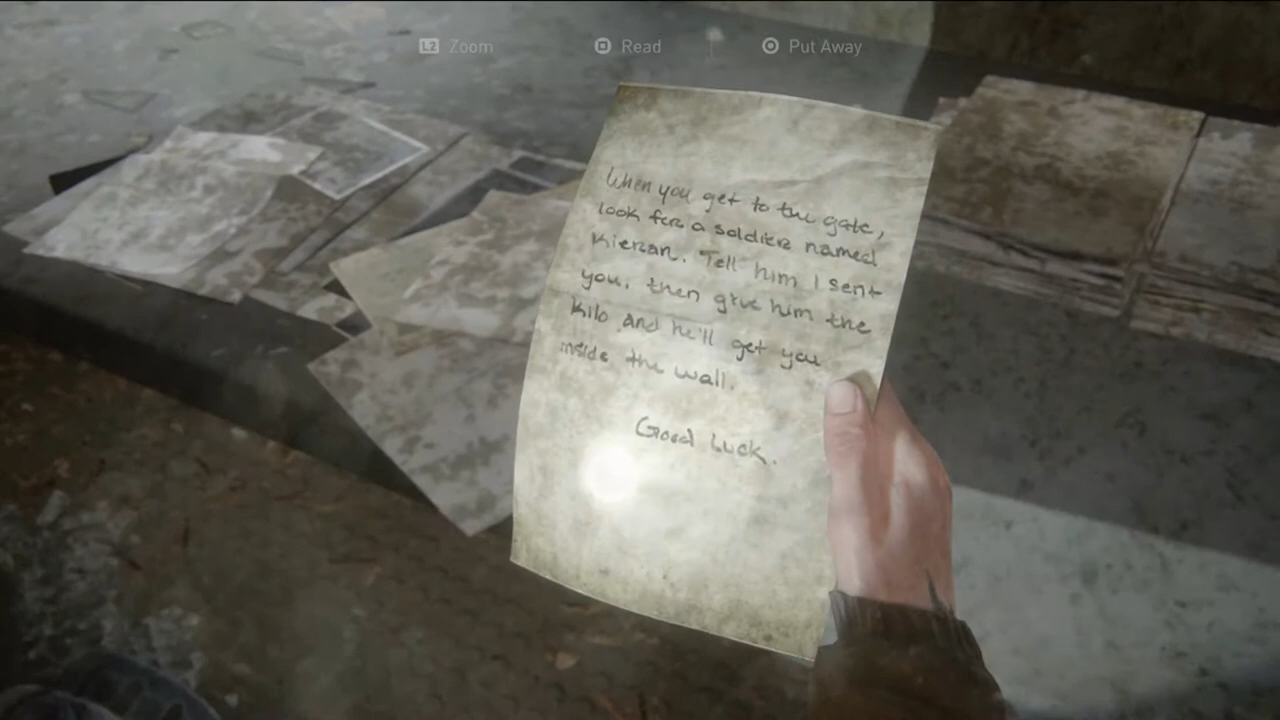 L2 Zoom
Read
Put Away
When you get to the gate,
look for a soldier named
Kieran. Tell him I sent
you, then give him the
kilo and he'll get you
inside the wall.
Good Luck.